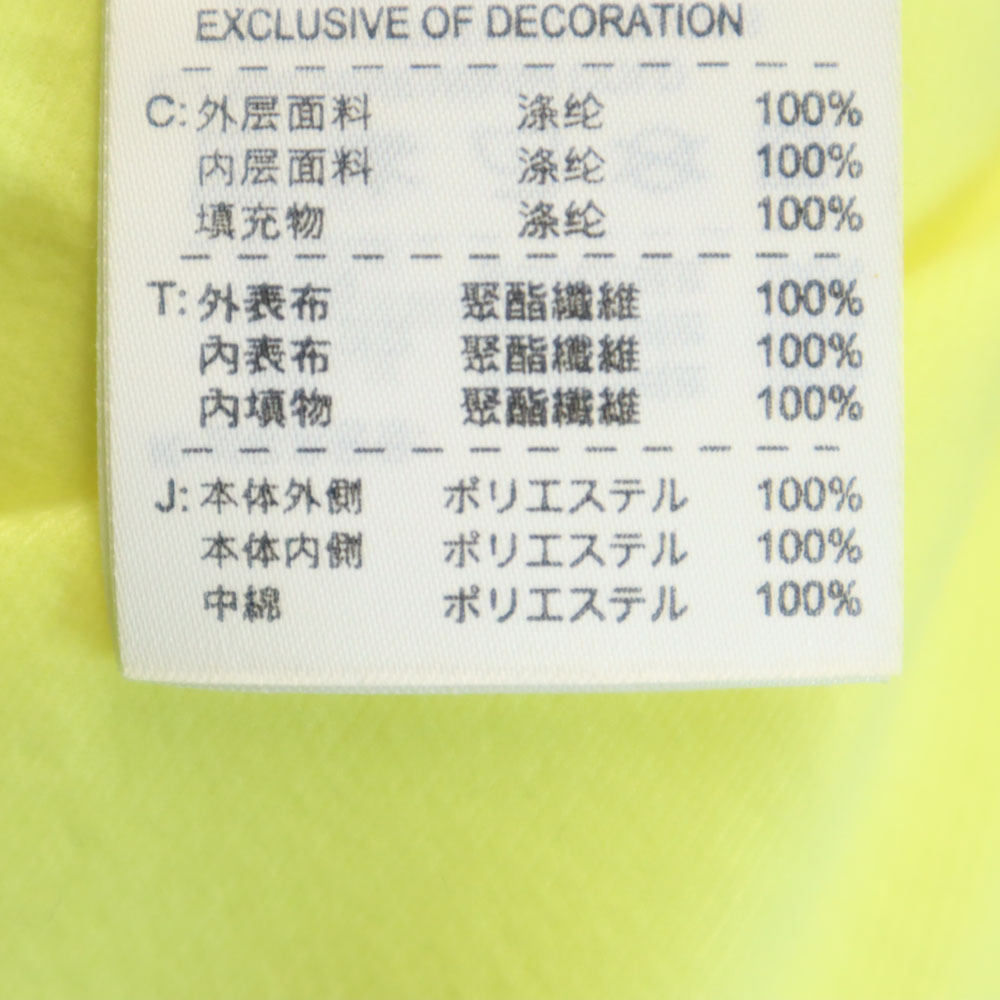 EXCLUSIVE OF DECORATION
C: 外层面料 涤纶 100%
内层面料 涤纶 100%
填充物 涤纶 100%
T: 外表布 聚酯纖維 100%
內表布 聚酯纖維 100%
內填物 聚酯纖維 100%
J: 本体外側 ポリエステル 100%
本体内側 ポリエステル 100%
中綿 ポリエステル 100%